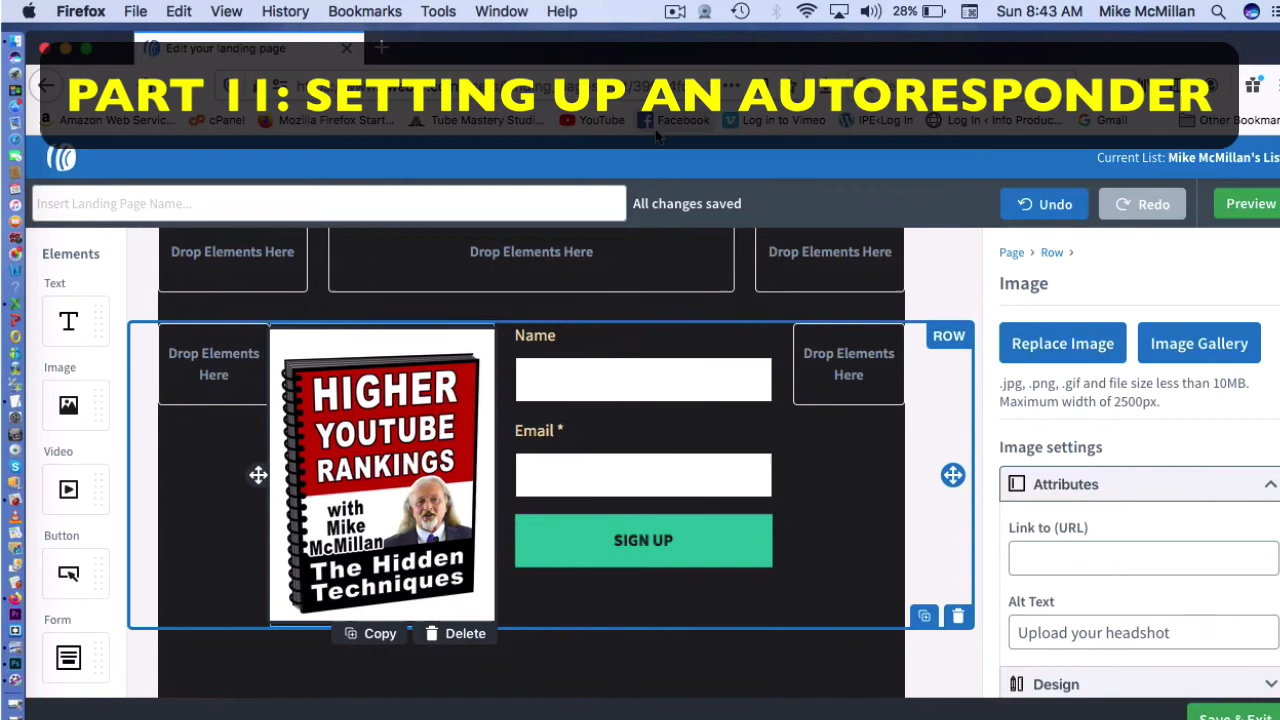 Firefox File Edit View History Bookmarks Tools Window Help 28% Sun 8:43 AM Mike McMillan
Edit your landing page
PART 11: SETTING UP AN AUTORESPONDER
Amazon Web Servic... cPanel Mozilla Firefox Start... Tube Mastery Studi... YouTube Facebook Log in to Vimeo IPE‹Log In Log In ‹ Info Produc... Gmail Other Bookmar
Current List: Mike McMillan's Lis
Insert Landing Page Name...
All changes saved
Undo
Redo
Preview
Elements
Text
Image
Video
Button
Form
Drop Elements Here
Drop Elements Here
Drop Elements Here
ROW
Drop Elements
Here
HIGHER
YOUTUBE
RANKINGS
with
Mike
McMillan
The Hidden
Techniques
Name
Email *
SIGN UP
Drop Elements
Here
Copy
Delete
Page › Row ›
Image
Replace Image
Image Gallery
.jpg, .png, .gif and file size less than 10MB.
Maximum width of 2500px.
Image settings
Attributes
Link to (URL)
Alt Text
Upload your headshot
Design
Save & Exit